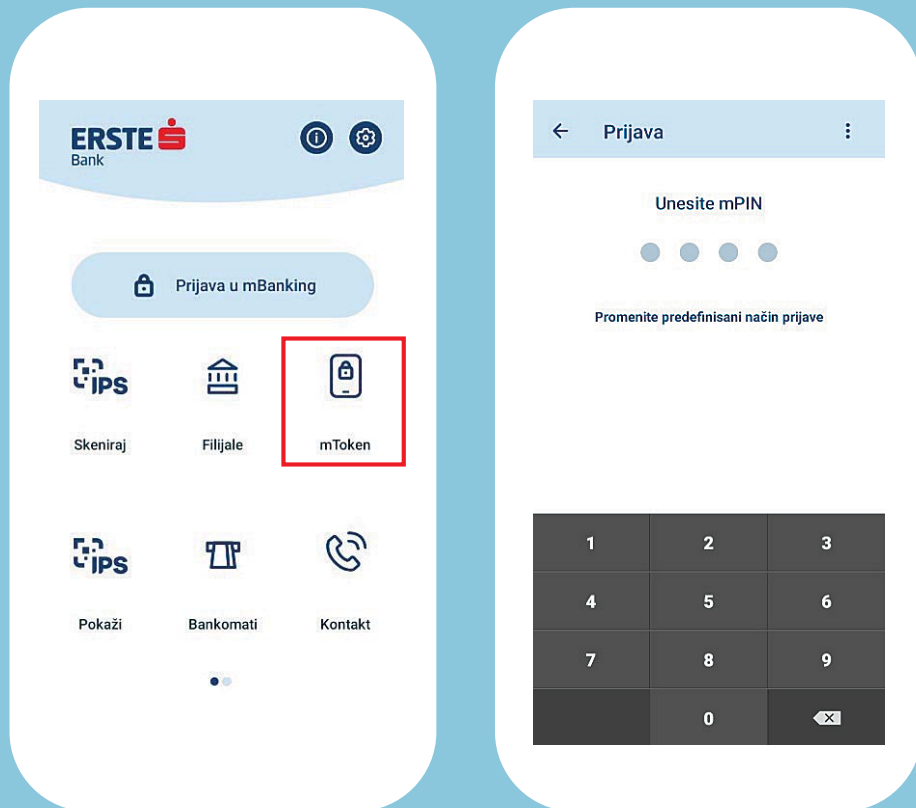 ERSTE
Bank
Prijava u mBanking
iPS
Skeniraj
Filijale
mToken
iPS
Pokaži
Bankomati
Kontakt
Prijava
Unesite mPIN
Promenite predefinisani način prijave
1 2 3
4 5 6
7 8 9
0